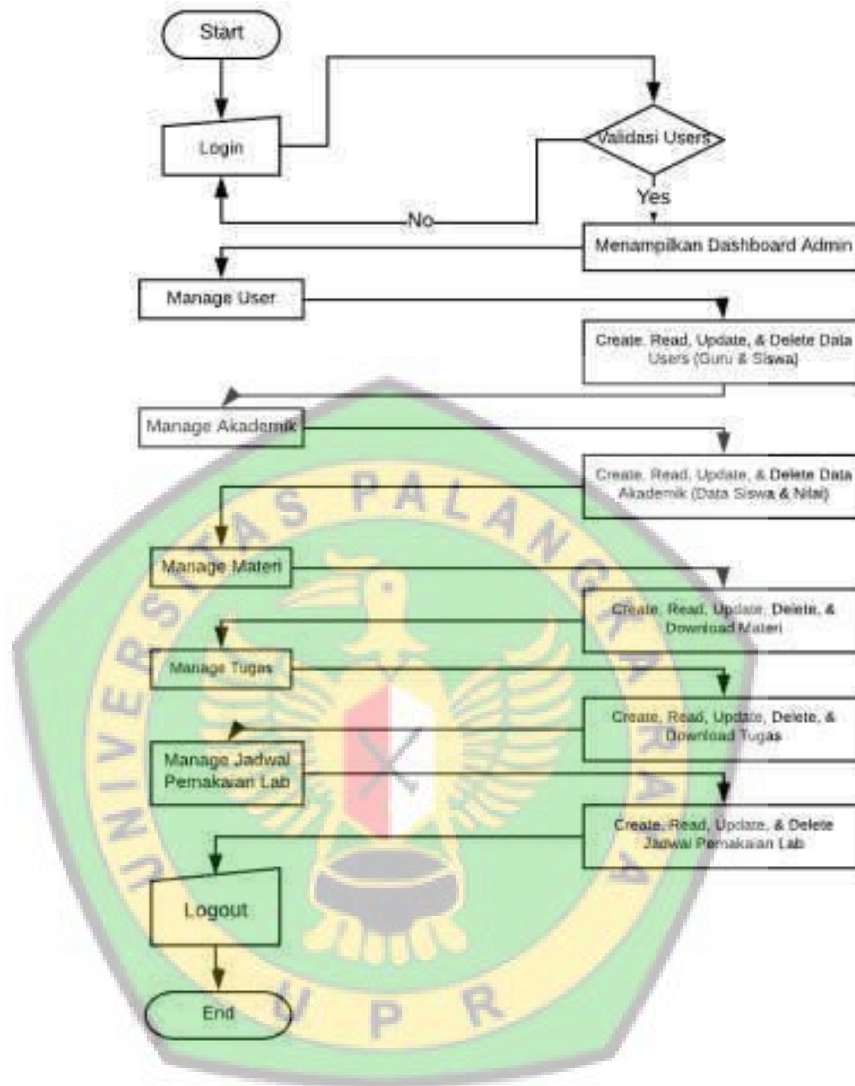 Start
Login
Validasi Users
Yes
No
Menampilkan Dashboard Admin
Manage User
Create, Read, Update, & Delete Data
Users (Guru & Siswa)
Manage Akademik
Create, Read, Update, & Delete Data
Akademik (Data Siswa & Nilai)
Manage Materi
Create, Read, Update, Delete, &
Download Materi
Manage Tugas
Create, Read, Update, Delete, &
Download Tugas
Manage Jadwal
Pemakaian Lab
Create, Read, Update, & Delete
Jadwal Pemakaian Lab
Logout
End
UNIVERSITAS PALANGKA RAYA
UPR